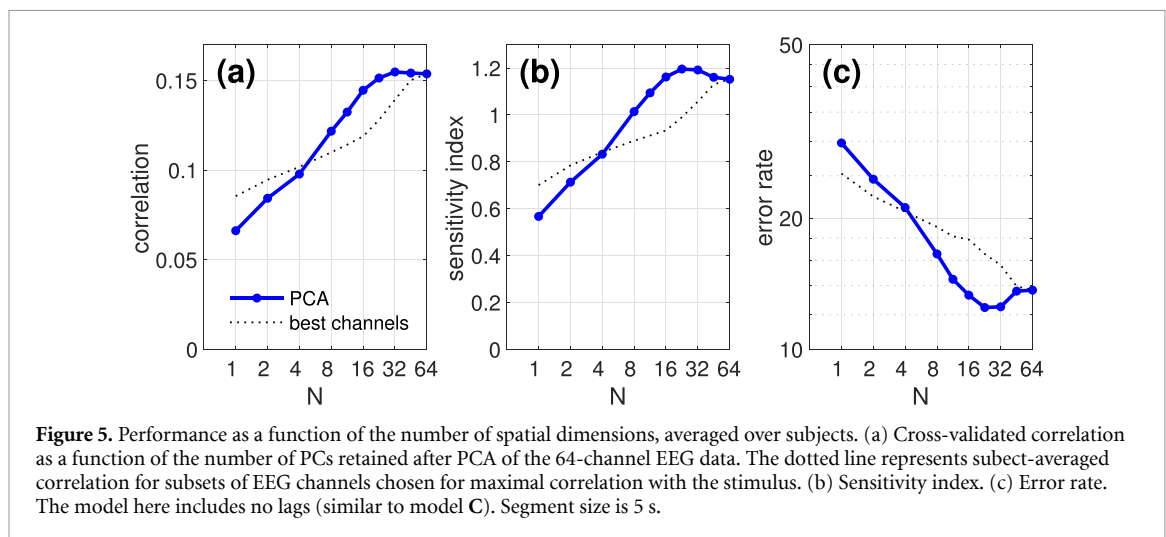 (a)
correlation
0.15
0.1
0.05
0
PCA
best channels
1 2 4 8 16 32 64
N
(b)
sensitivity index
1.2
1
0.8
0.6
0.4
0.2
0
1 2 4 8 16 32 64
N
(c)
error rate
50
20
10
1 2 4 8 16 32 64
N
Figure 5. Performance as a function of the number of spatial dimensions, averaged over subjects. (a) Cross-validated correlation
as a function of the number of PCs retained after PCA of the 64-channel EEG data. The dotted line represents subect-averaged
correlation for subsets of EEG channels chosen for maximal correlation with the stimulus. (b) Sensitivity index. (c) Error rate.
The model here includes no lags (similar to model C). Segment size is 5 s.